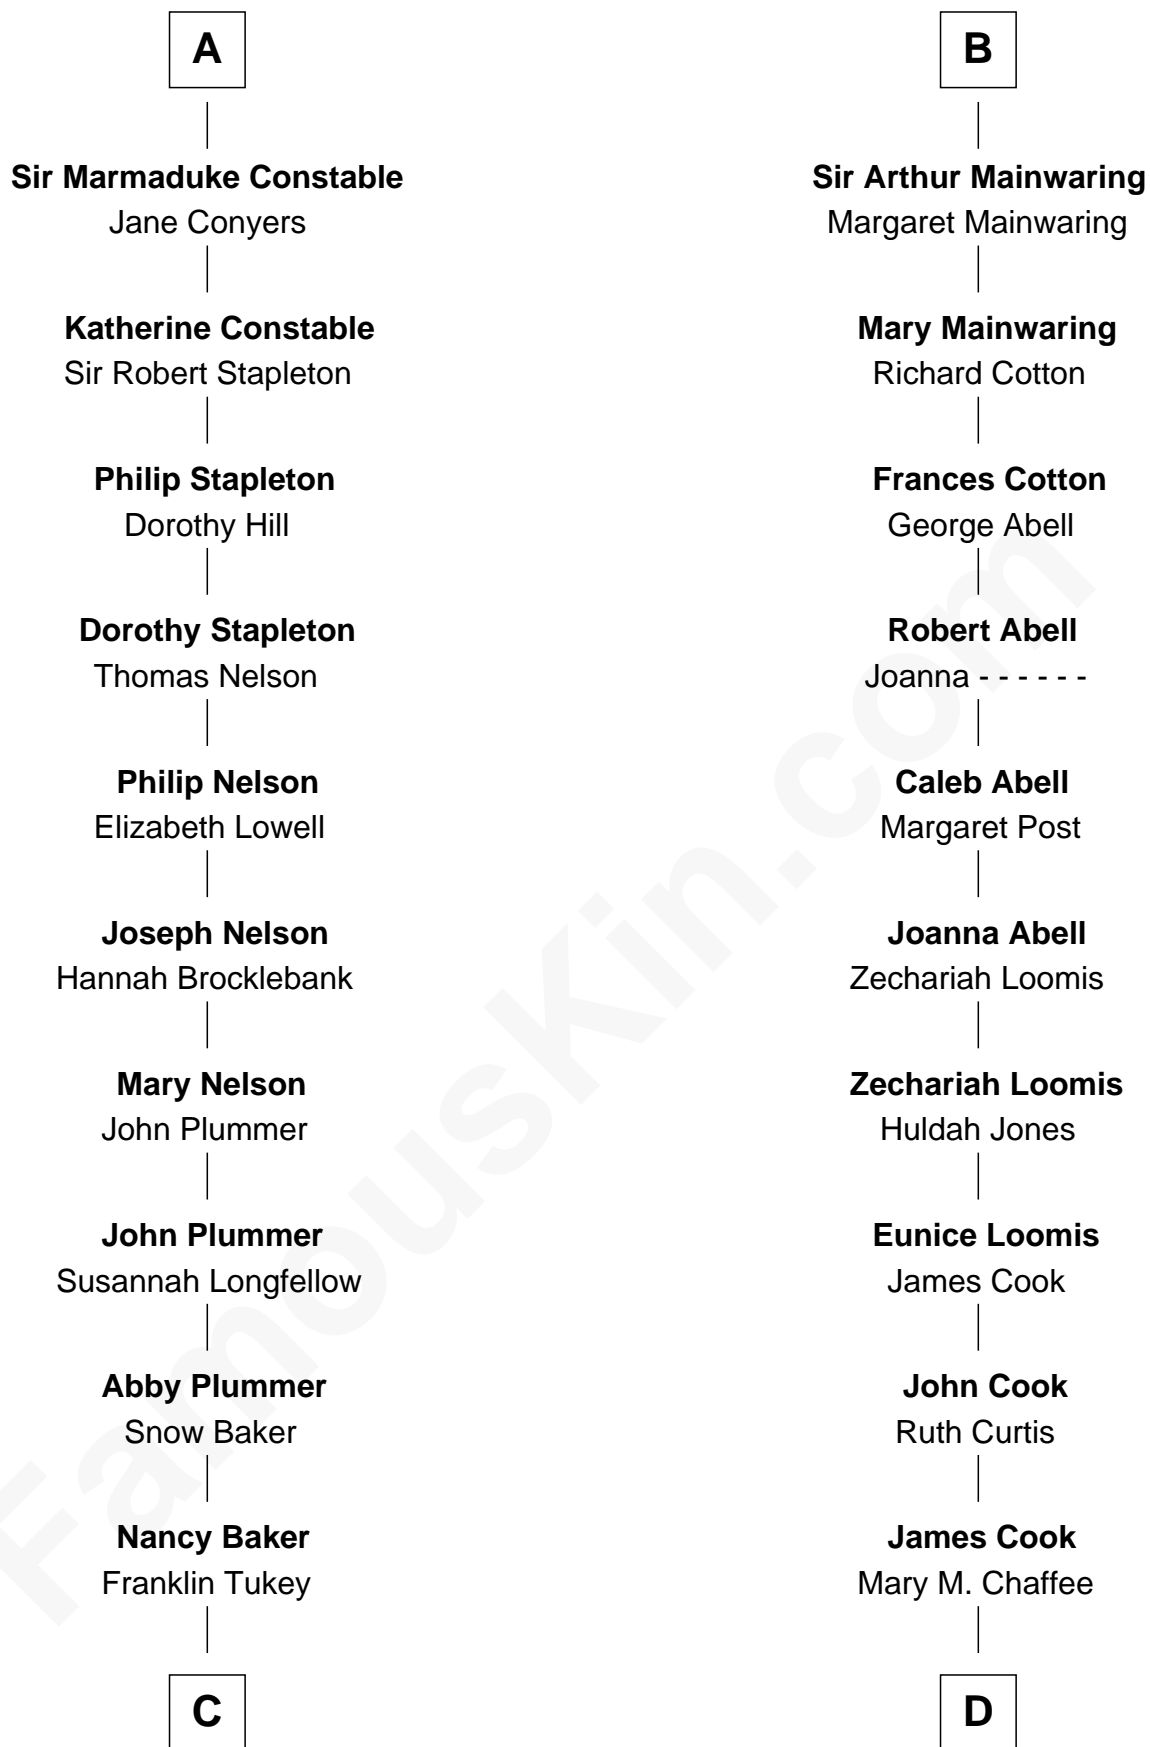 A
Sir Marmaduke Constable
Jane Conyers
Katherine Constable
Sir Robert Stapleton
Philip Stapleton
Dorothy Hill
Dorothy Stapleton
Thomas Nelson
Philip Nelson
Elizabeth Lowell
Joseph Nelson
Hannah Brocklebank
Mary Nelson
John Plummer
John Plummer
Susannah Longfellow
Abby Plummer
Snow Baker
Nancy Baker
Franklin Tukey
C
B
Sir Arthur Mainwaring
Margaret Mainwaring
Mary Mainwaring
Richard Cotton
Frances Cotton
George Abell
Robert Abell
Joanna - - - - - -
Caleb Abell
Margaret Post
Joanna Abell
Zechariah Loomis
Zechariah Loomis
Huldah Jones
Eunice Loomis
James Cook
John Cook
Ruth Curtis
James Cook
Mary M. Chaffee
D
FamousKin.com